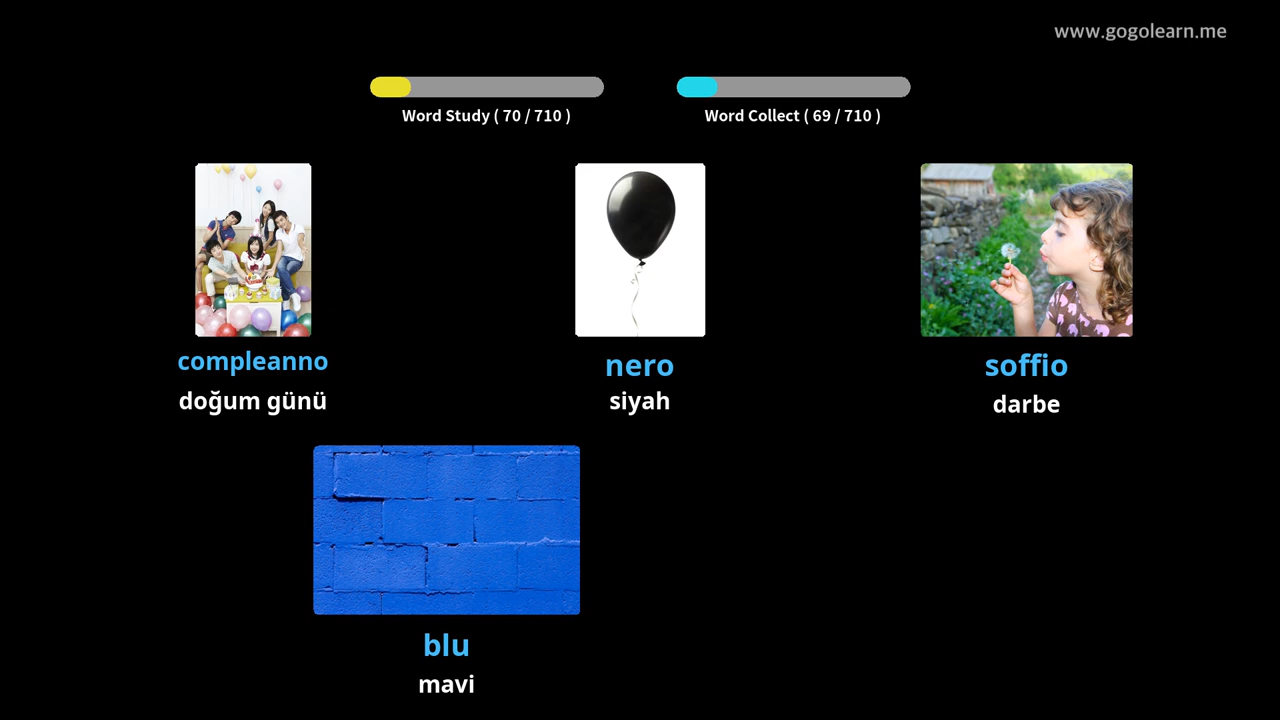 www.gogolearn.me
Word Study ( 70 / 710 )
Word Collect ( 69 / 710 )
compleanno
doğum günü
nero
siyah
soffio
darbe
blu
mavi